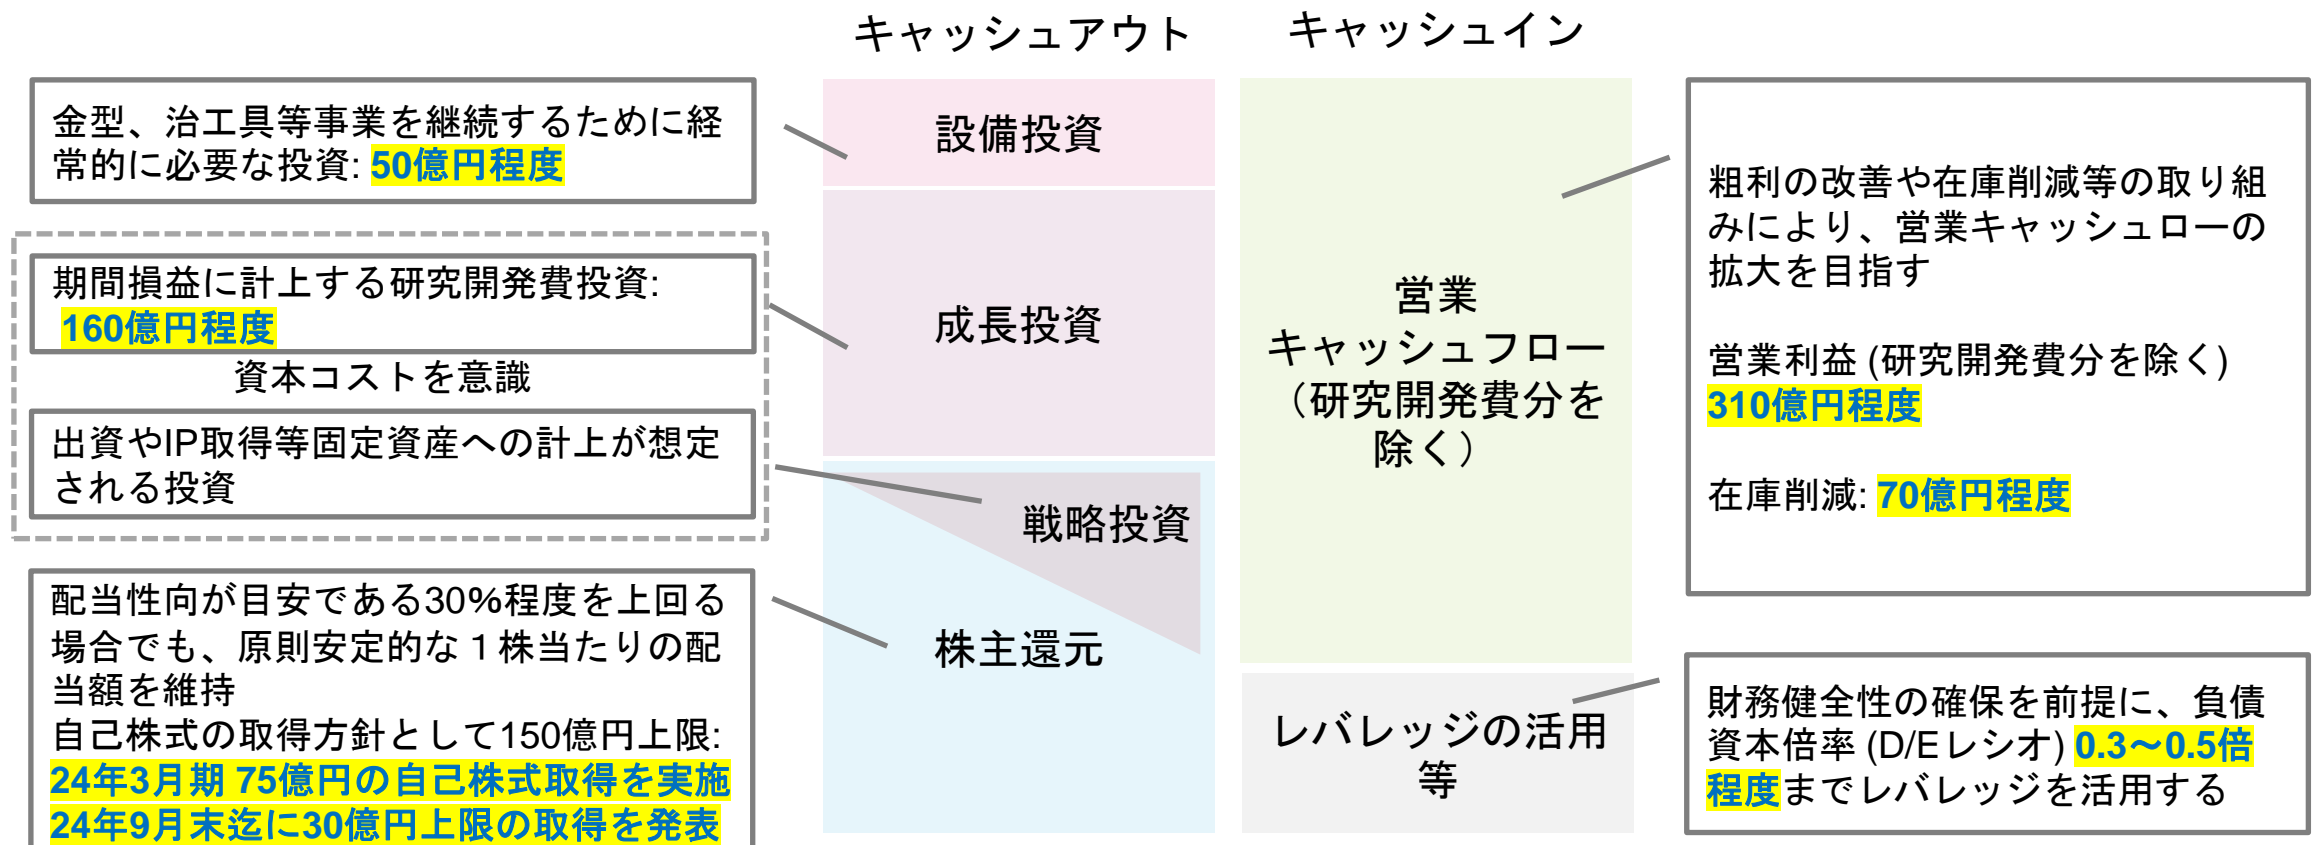 キャッシュアウト
キャッシュイン
金型、治工具等事業を継続するために経
常的に必要な投資: 50億円程度
期間損益に計上する研究開発費投資:
160億円程度
資本コストを意識
出資やIP取得等固定資産への計上が想定
される投資
配当性向が目安である30%程度を上回る
場合でも、原則安定的な１株当たりの配
当額を維持
自己株式の取得方針として150億円上限:
24年3月期 75億円の自己株式取得を実施
24年9月末迄に30億円上限の取得を発表
設備投資
成長投資
戦略投資
株主還元
営業
キャッシュフロー
（研究開発費分を
除く）
レバレッジの活用
等
粗利の改善や在庫削減等の取り組
みにより、営業キャッシュローの
拡大を目指す
営業利益 (研究開発費分を除く)
310億円程度
在庫削減: 70億円程度
財務健全性の確保を前提に、負債
資本倍率 (D/Eレシオ) 0.3～0.5倍
程度までレバレッジを活用する